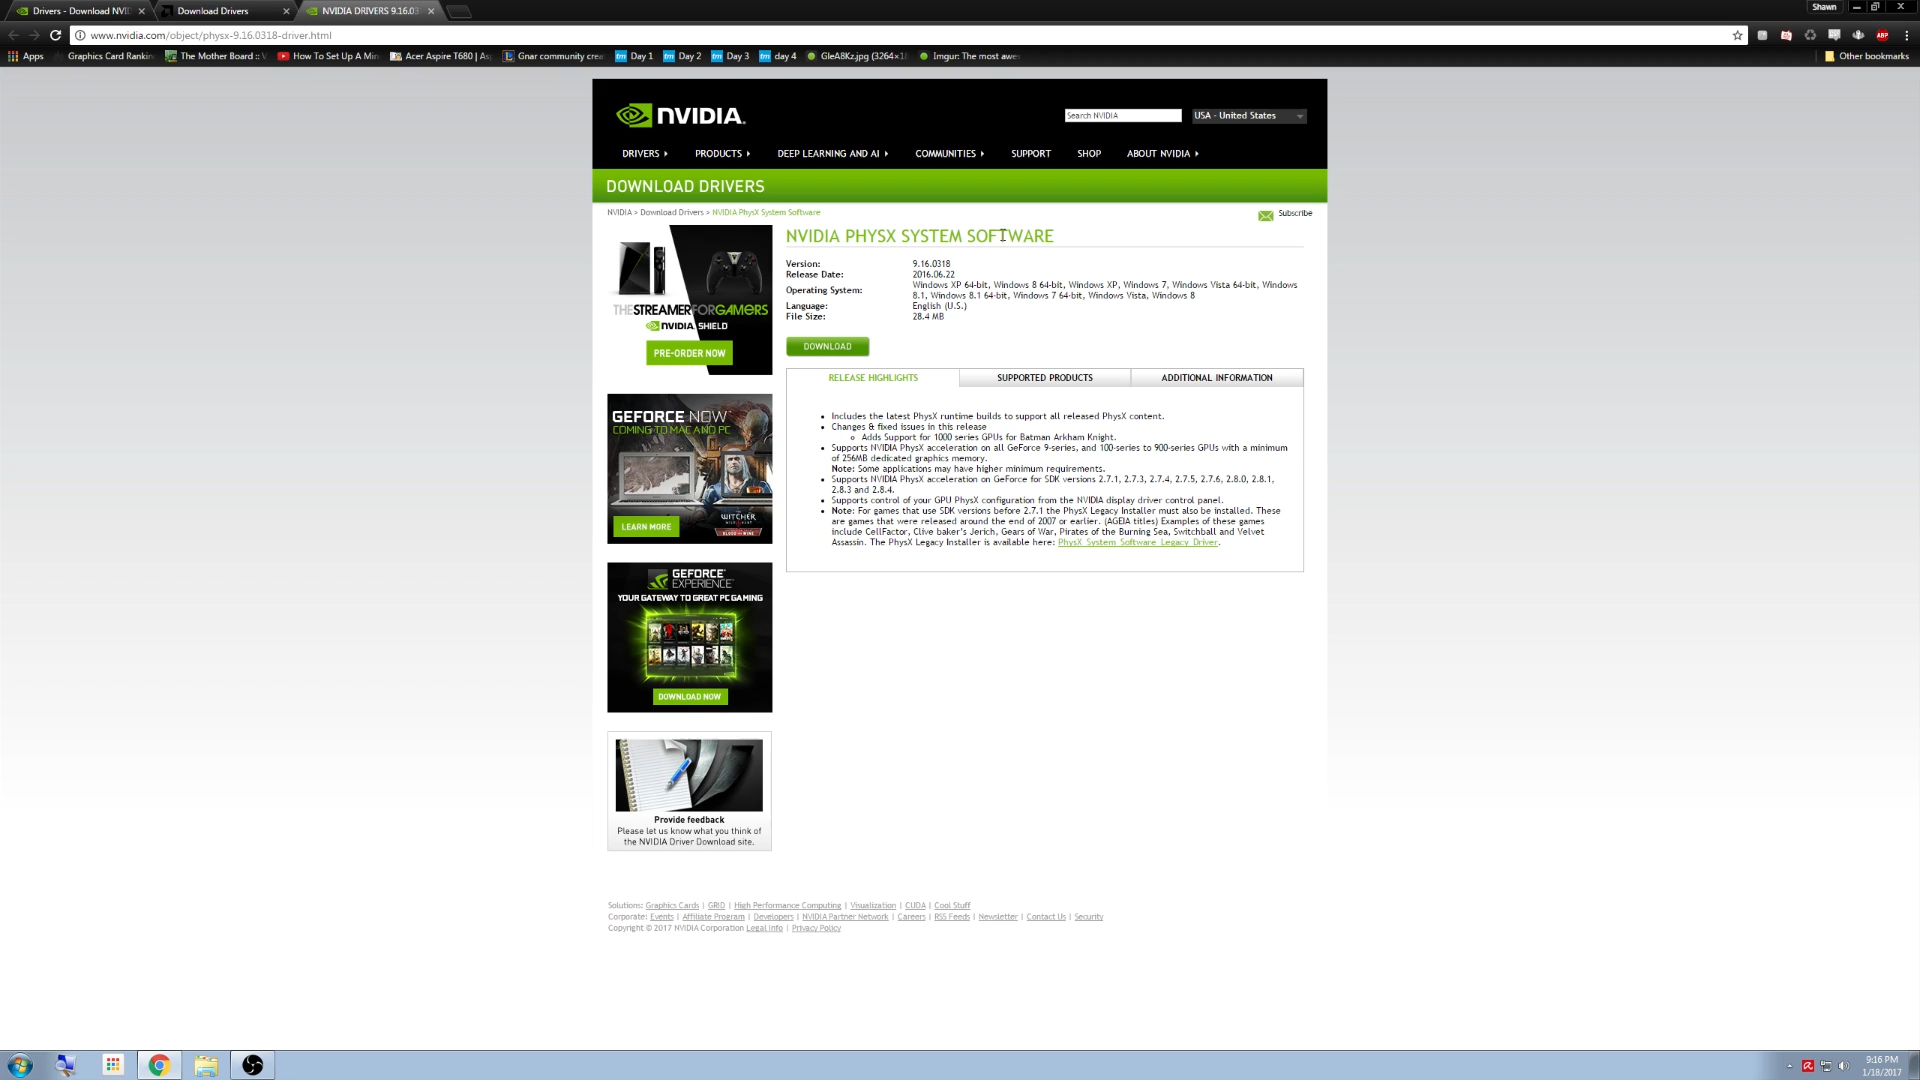 Drivers - Download NVI
Download Drivers
NVIDIA DRIVERS 9.16.03
Shawn
www.nvidia.com/object/physx-9.16.0318-driver.html
ABP
Apps
Graphics Card Rankin
The Mother Board :: V
How To Set Up A Min
Acer Aspire T680 | As
Gnar community crea
Day 1
Day 2
Day 3
day 4
GleA8Kz.jpg (3264×1
Imgur: The most awe
Other bookmarks
NVIDIA.
Search NVIDIA
USA - United States
DRIVERS
PRODUCTS
DEEP LEARNING AND AI
COMMUNITIES
SUPPORT
SHOP
ABOUT NVIDIA
DOWNLOAD DRIVERS
NVIDIA > Download Drivers > NVIDIA PhysX System Software
Subscribe
NVIDIA PHYSX SYSTEM SOFTWARE
Version: 9.16.0318
Release Date: 2016.06.22
Operating System: Windows XP 64-bit, Windows 8 64-bit, Windows XP, Windows 7, Windows Vista 64-bit, Windows
8.1, Windows 8.1 64-bit, Windows 7 64-bit, Windows Vista, Windows 8
Language: English (U.S.)
File Size: 28.4 MB
DOWNLOAD
RELEASE HIGHLIGHTS
SUPPORTED PRODUCTS
ADDITIONAL INFORMATION
Includes the latest PhysX runtime builds to support all released PhysX content.
Changes & fixed issues in this release
Adds Support for 1000 series GPUs for Batman Arkham Knight.
Supports NVIDIA PhysX acceleration on all GeForce 9-series, and 100-series to 900-series GPUs with a minimum
of 256MB dedicated graphics memory.
Note: Some applications may have higher minimum requirements.
Supports NVIDIA PhysX acceleration on GeForce for SDK versions 2.7.1, 2.7.3, 2.7.4, 2.7.5, 2.7.6, 2.8.0, 2.8.1,
2.8.3 and 2.8.4.
Supports control of your GPU PhysX configuration from the NVIDIA display driver control panel.
Note: For games that use SDK versions before 2.7.1 the PhysX Legacy Installer must also be installed. These
are games that were released around the end of 2007 or earlier. (AGEIA titles) Examples of these games
include CellFactor, Clive baker's Jerich, Gears of War, Pirates of the Burning Sea, Switchball and Velvet
Assassin. The PhysX Legacy Installer is available here: PhysX System Software Legacy Driver.
THE STREAMER FOR GAMERS
NVIDIA SHIELD
PRE-ORDER NOW
GEFORCE NOW
COMING TO MAC AND PC
LEARN MORE
WITCHER
GEFORCE
EXPERIENCE
YOUR GATEWAY TO GREAT PC GAMING
DOWNLOAD NOW
Provide feedback
Please let us know what you think of
the NVIDIA Driver Download site.
Solutions: Graphics Cards | GRID | High Performance Computing | Visualization | CUDA | Cool Stuff
Corporate: Events | Affiliate Program | Developers | NVIDIA Partner Network | Careers | RSS Feeds | Newsletter | Contact Us | Security
Copyright © 2017 NVIDIA Corporation Legal Info | Privacy Policy
9:16 PM
1/18/2017